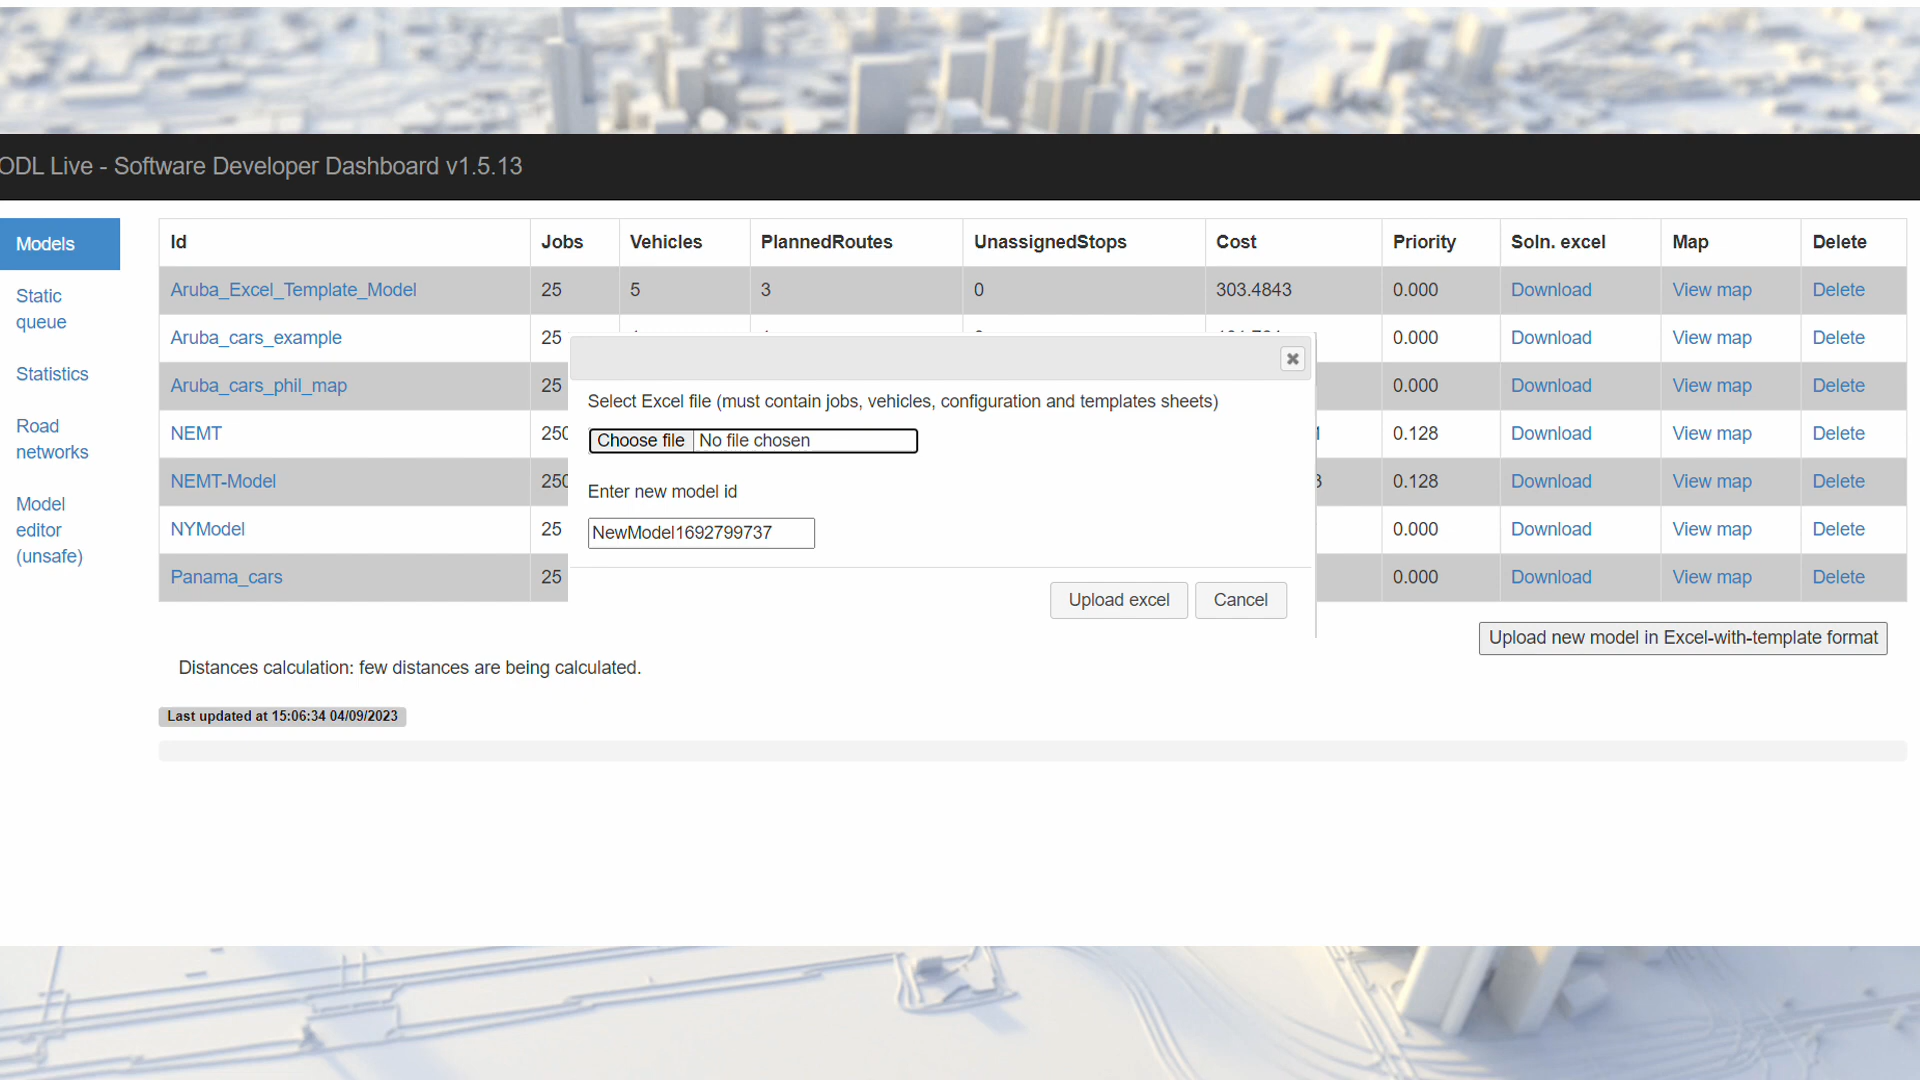 ODL Live - Software Developer Dashboard v1.5.13
Models
Static
queue
Statistics
Road
networks
Model
editor
(unsafe)
Id Jobs Vehicles PlannedRoutes UnassignedStops Cost Priority Soln. excel Map Delete
Aruba_Excel_Template_Model 25 5 3 0 303.4843 0.000 Download View map Delete
Aruba_cars_example 25 0.000 Download View map Delete
Aruba_cars_phil_map 25 0.000 Download View map Delete
NEMT 250 0.128 Download View map Delete
NEMT-Model 250 0.128 Download View map Delete
NYModel 25 0.000 Download View map Delete
Panama_cars 25 0.000 Download View map Delete
Select Excel file (must contain jobs, vehicles, configuration and templates sheets)
Choose file No file chosen
Enter new model id
NewModel1692799737
Upload excel Cancel
Upload new model in Excel-with-template format
Distances calculation: few distances are being calculated.
Last updated at 15:06:34 04/09/2023